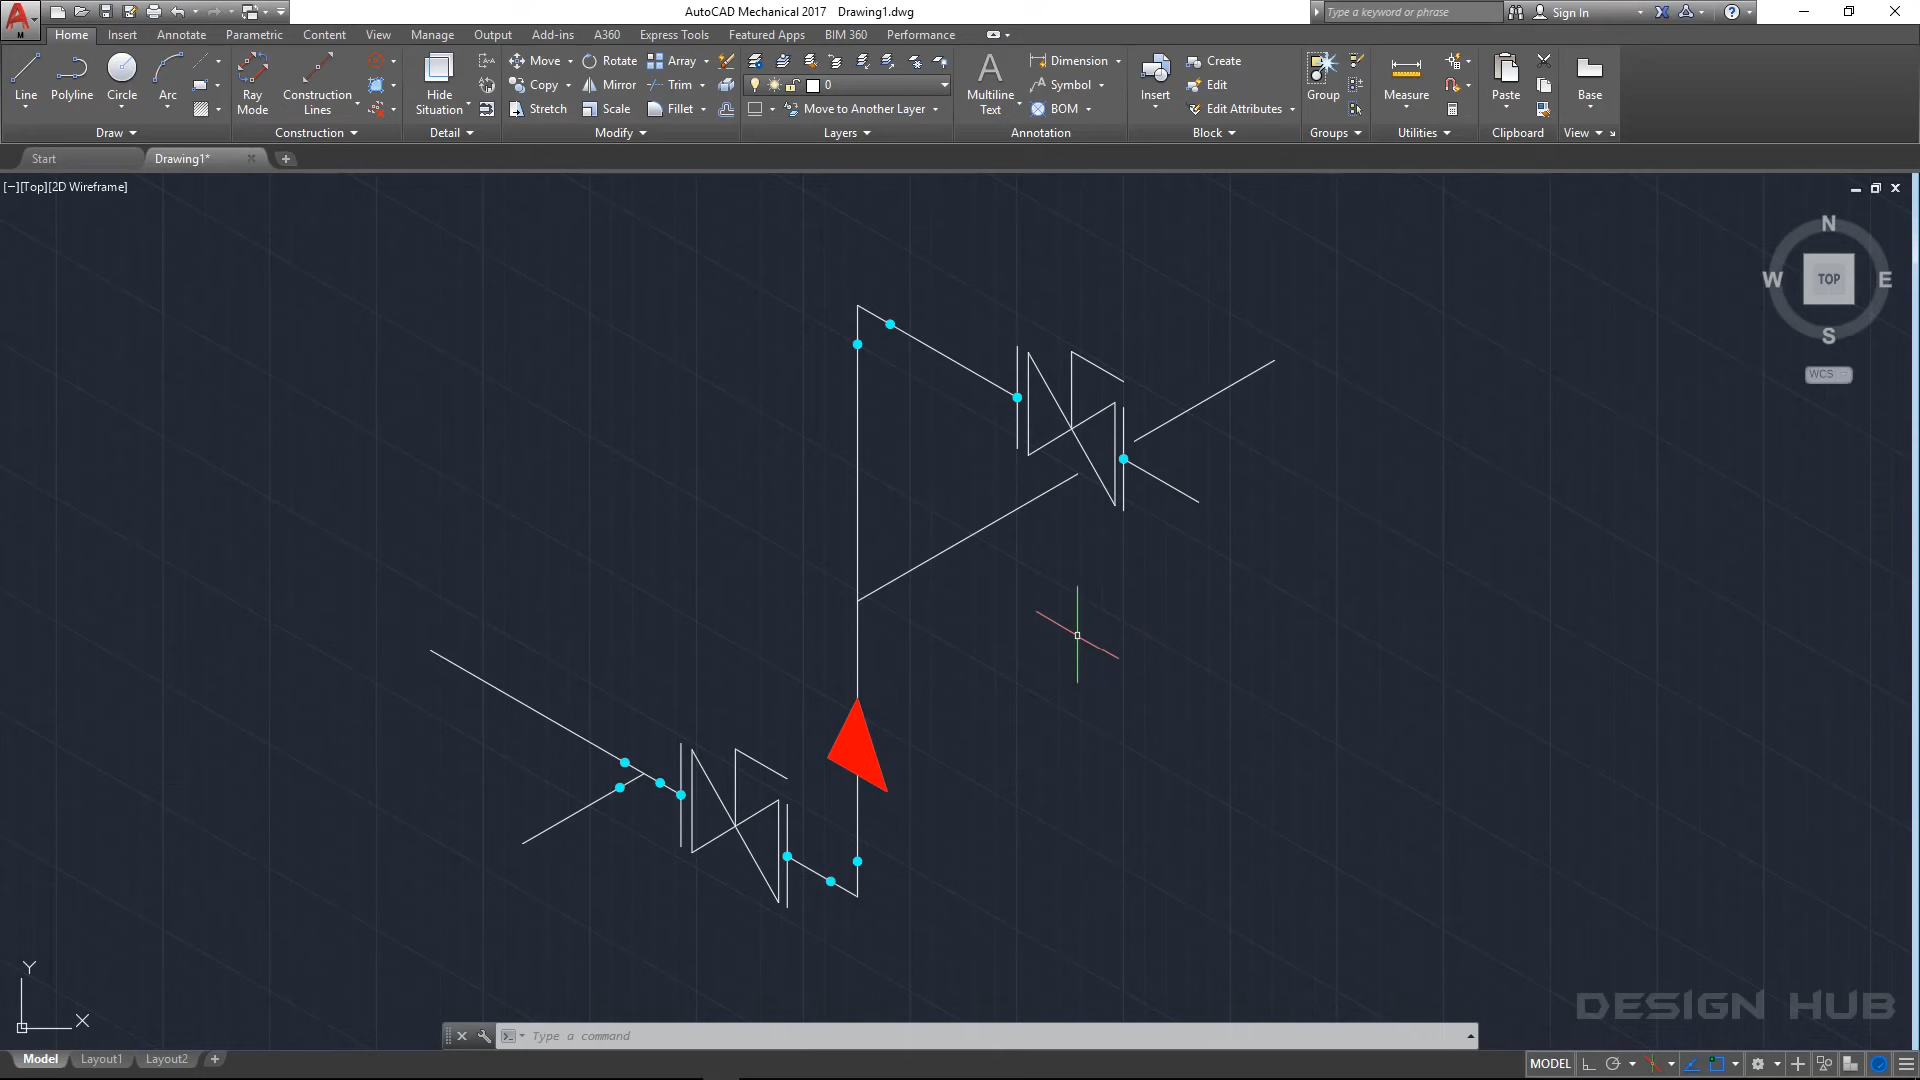 AutoCAD Mechanical 2017 Drawing1.dwg
Type a keyword or phrase
Sign In
Home Insert Annotate Parametric Content View Manage Output Add-ins A360 Express Tools Featured Apps BIM 360 Performance
M
Line Polyline Circle Arc
Ray Mode
Construction Lines
Hide Situation
Move Rotate Array
Copy Mirror Trim
Stretch Scale Fillet
0
Move to Another Layer
Multiline Text
Dimension
Symbol
BOM
Insert
Create
Edit
Edit Attributes
Group
Measure
Paste
Base
Draw Construction Detail Modify Layers Annotation Block Groups Utilities Clipboard View
Start Drawing1*
[−][Top][2D Wireframe]
N
W TOP E
S
WCS
Y
X
DESIGN HUB
Type a command
Model Layout1 Layout2
MODEL